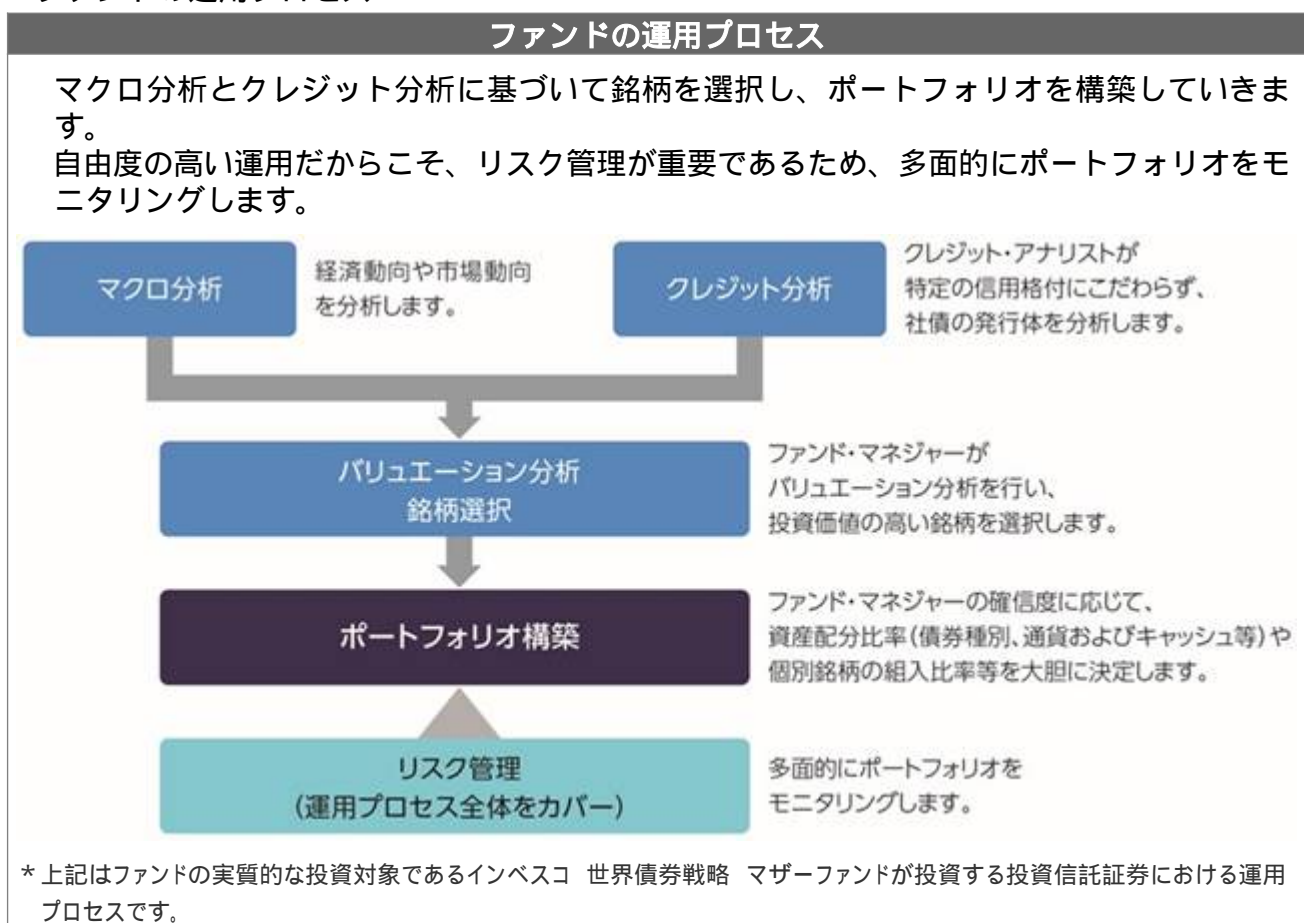 ファンドの運用プロセス
マクロ分析とクレジット分析に基づいて銘柄を選択し、ポートフォリオを構築していきま
す。
自由度の高い運用だからこそ、リスク管理が重要であるため、多面的にポートフォリオをモ
ニタリングします。
マクロ分析
経済動向や市場動向
を分析します。
クレジット分析
クレジット・アナリストが
特定の信用格付にこだわらず、
社債の発行体を分析します。
バリュエーション分析
銘柄選択
ファンド・マネジャーが
バリュエーション分析を行い、
投資価値の高い銘柄を選択します。
ポートフォリオ構築
ファンド・マネジャーの確信度に応じて、
資産配分比率(債券種別、通貨およびキャッシュ等)や
個別銘柄の組入比率等を大胆に決定します。
リスク管理
(運用プロセス全体をカバー)
多面的にポートフォリオを
モニタリングします。
*上記はファンドの実質的な投資対象であるインベスコ 世界債券戦略 マザーファンドが投資する投資信託証券における運用
プロセスです。